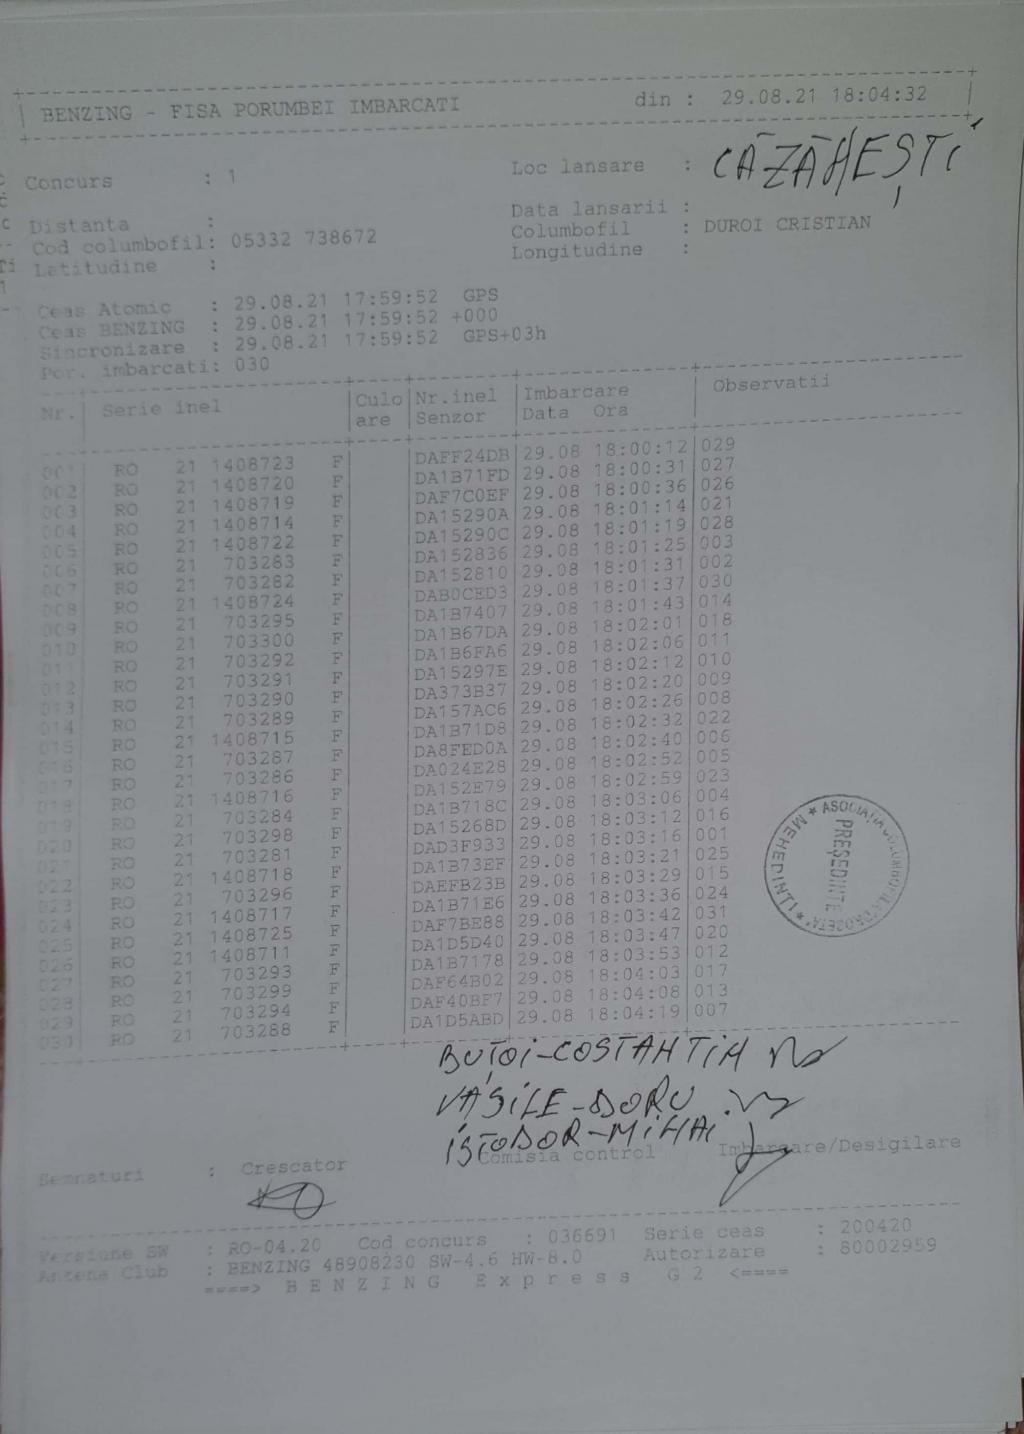 BENZING - FISA PORUMBEI IMBARCATI din : 29.08.21 18:04:32
Concurs : 1 Loc lansare : CĂZĂHEȘTI
Distanta : Data lansarii :
Cod columbofil: 05332 738672 Columbofil : DUROI CRISTIAN
Latitudine : Longitudine :
Ceas Atomic : 29.08.21 17:59:52 GPS
Ceas BENZING : 29.08.21 17:59:52 +000
Sincronizare : 29.08.21 17:59:52 GPS+03h
Por. imbarcati: 030
Nr. Serie inel Culo Nr.inel Imbarcare Observatii
are Senzor Data Ora
001 RO 21 1408723 F DAFF24DB 29.08 18:00:12 029
002 RO 21 1408720 F DA1B71FD 29.08 18:00:31 027
003 RO 21 1408719 F DAF7C0EF 29.08 18:00:36 026
004 RO 21 1408714 F DA15290A 29.08 18:01:14 021
005 RO 21 1408722 F DA15290C 29.08 18:01:19 028
006 RO 21 703283 F DA152836 29.08 18:01:25 003
007 RO 21 703282 F DA152810 29.08 18:01:31 002
008 RO 21 1408724 F DAB0CED3 29.08 18:01:37 030
009 RO 21 703295 F DA1B7407 29.08 18:01:43 014
010 RO 21 703300 F DA1B67DA 29.08 18:02:01 018
011 RO 21 703292 F DA1B6FA6 29.08 18:02:06 011
012 RO 21 703291 F DA15297E 29.08 18:02:12 010
013 RO 21 703290 F DA373B37 29.08 18:02:20 009
014 RO 21 703289 F DA157AC6 29.08 18:02:26 008
015 RO 21 1408715 F DA1B71D8 29.08 18:02:32 022
016 RO 21 703287 F DA8FED0A 29.08 18:02:40 006
017 RO 21 703286 F DA024E28 29.08 18:02:52 005
018 RO 21 1408716 F DA152E79 29.08 18:02:59 023
019 RO 21 703284 F DA1B718C 29.08 18:03:06 004
020 RO 21 703298 F DA15268D 29.08 18:03:12 016
021 RO 21 703281 F DAD3F933 29.08 18:03:16 001
022 RO 21 1408718 F DA1B73EF 29.08 18:03:21 025
023 RO 21 703296 F DAEFB23B 29.08 18:03:29 015
024 RO 21 1408717 F DA1B71E6 29.08 18:03:36 024
025 RO 21 1408725 F DAF7BE88 29.08 18:03:42 031
026 RO 21 1408711 F DA1D5D40 29.08 18:03:47 020
027 RO 21 703293 F DA1B7178 29.08 18:03:53 012
028 RO 21 703299 F DAF64B02 29.08 18:04:03 017
029 RO 21 703294 F DAF40BF7 29.08 18:04:08 013
030 RO 21 703288 F DA1D5ABD 29.08 18:04:19 007
PREȘEDINTE
MEHEDINTI
BUȚOI-COSTANTIN
VASILE-DORU
ISTODOR-MIHAI
Semnaturi : Crescator Comisia control Imbarcare/Desigilare
Versiune SW : RO-04.20 Cod concurs : 036691 Serie ceas : 200420
Antena Club : BENZING 48908230 SW-4.6 HW-8.0 Autorizare : 80002959
====> BENZING Express G2 <====